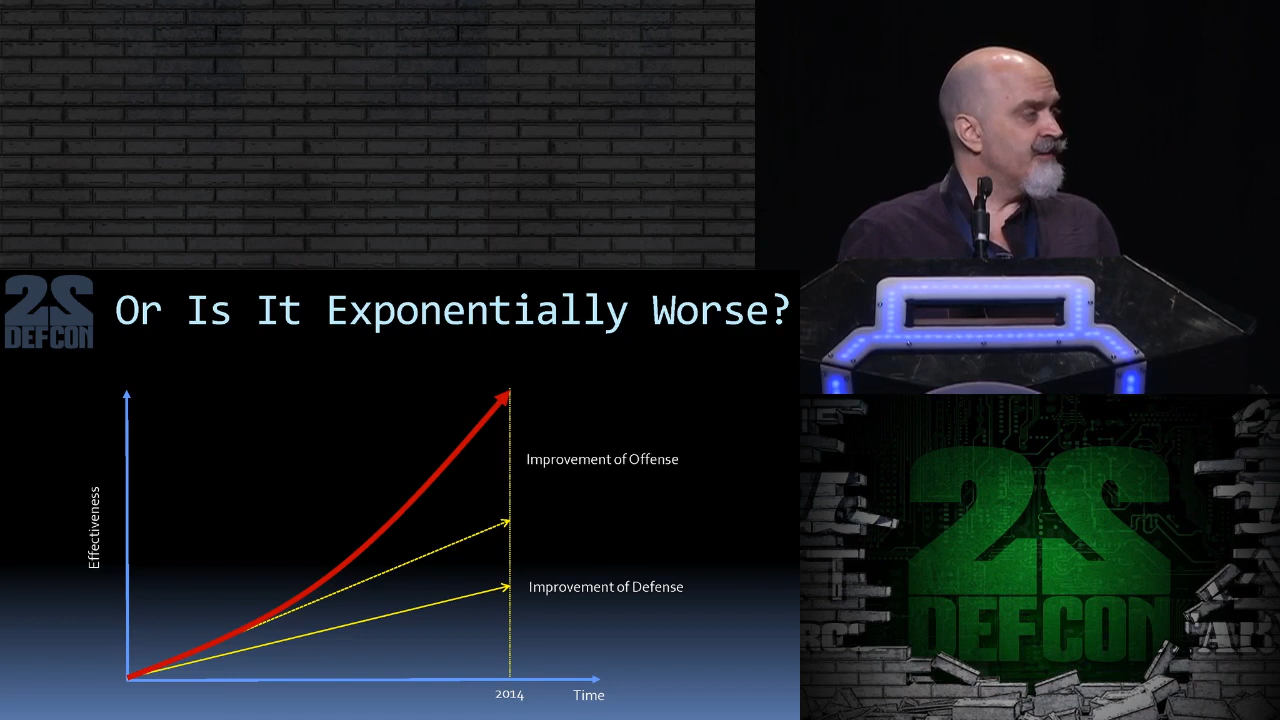 22
DEFCON
Or Is It Exponentially Worse?
Improvement of Offense
Effectiveness
Improvement of Defense
2014
Time
22
DEFCON